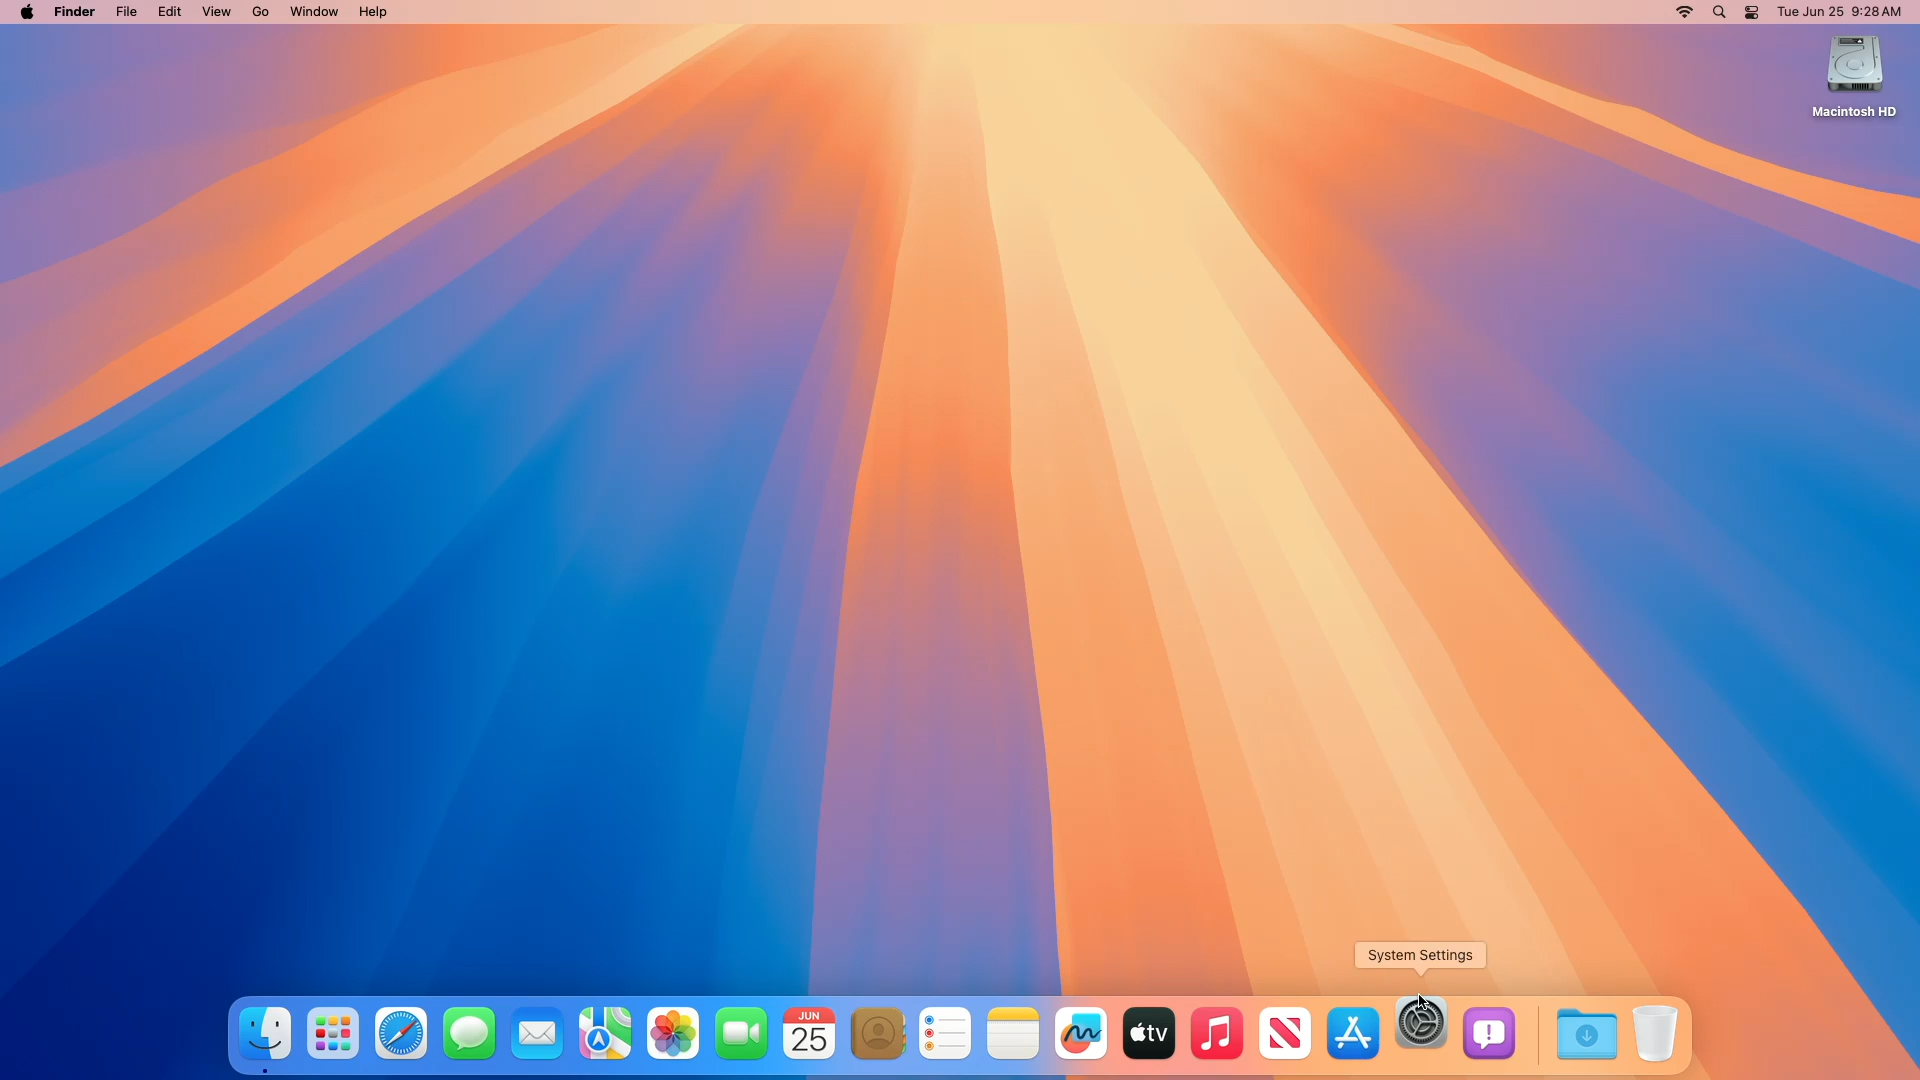 Finder File Edit View Go Window Help Tue Jun 25 9:28 AM
Macintosh HD
System Settings
JUN
25
tv